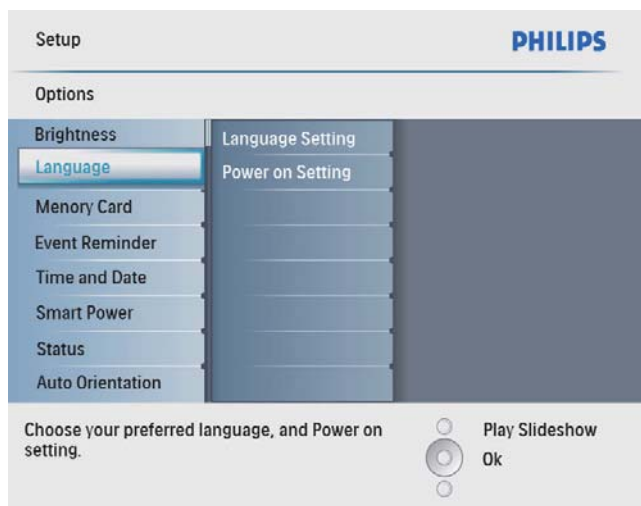 Setup
PHILIPS
Options
Brightness
Language
Menory Card
Event Reminder
Time and Date
Smart Power
Status
Auto Orientation
Language Setting
Power on Setting
Choose your preferred language, and Power on
setting.
Play Slideshow
Ok